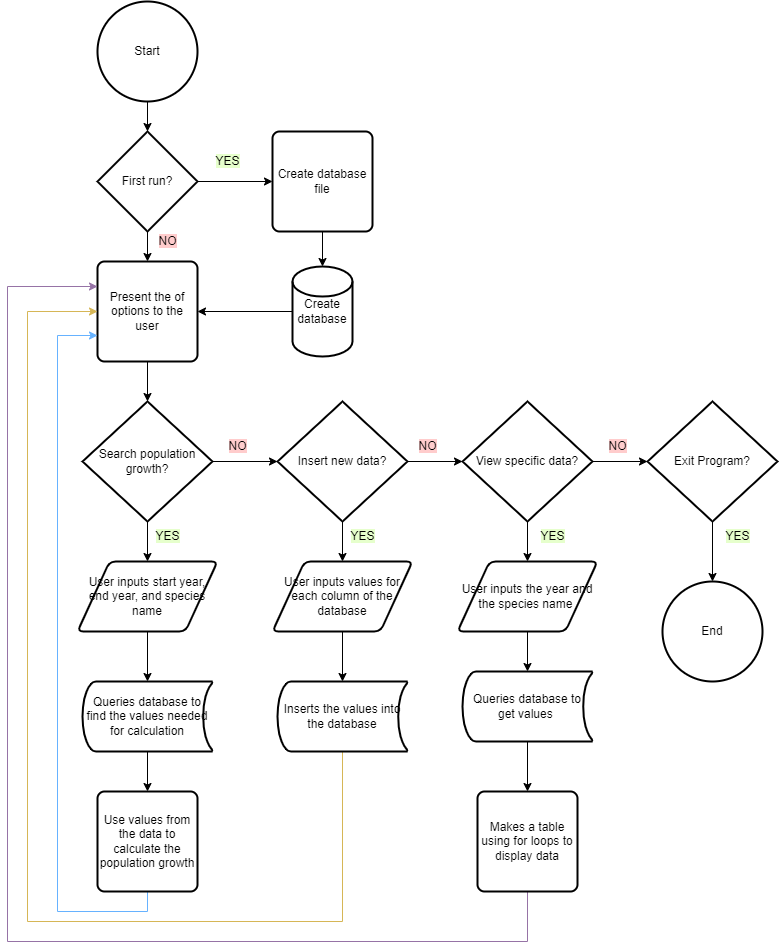 Start
First run?
YES
Create database
file
NO
Present the of
options to the
user
Create
database
Search population
growth?
NO
Insert new data?
NO
View specific data?
NO
Exit Program?
YES
YES
YES
YES
User inputs start year,
end year, and species
name
User inputs values for
each column of the
database
User inputs the year and
the species name
End
Queries database to
find the values needed
for calculation
Inserts the values into
the database
Queries database to
get values
Use values from
the data to
calculate the
population growth
Makes a table
using for loops to
display data